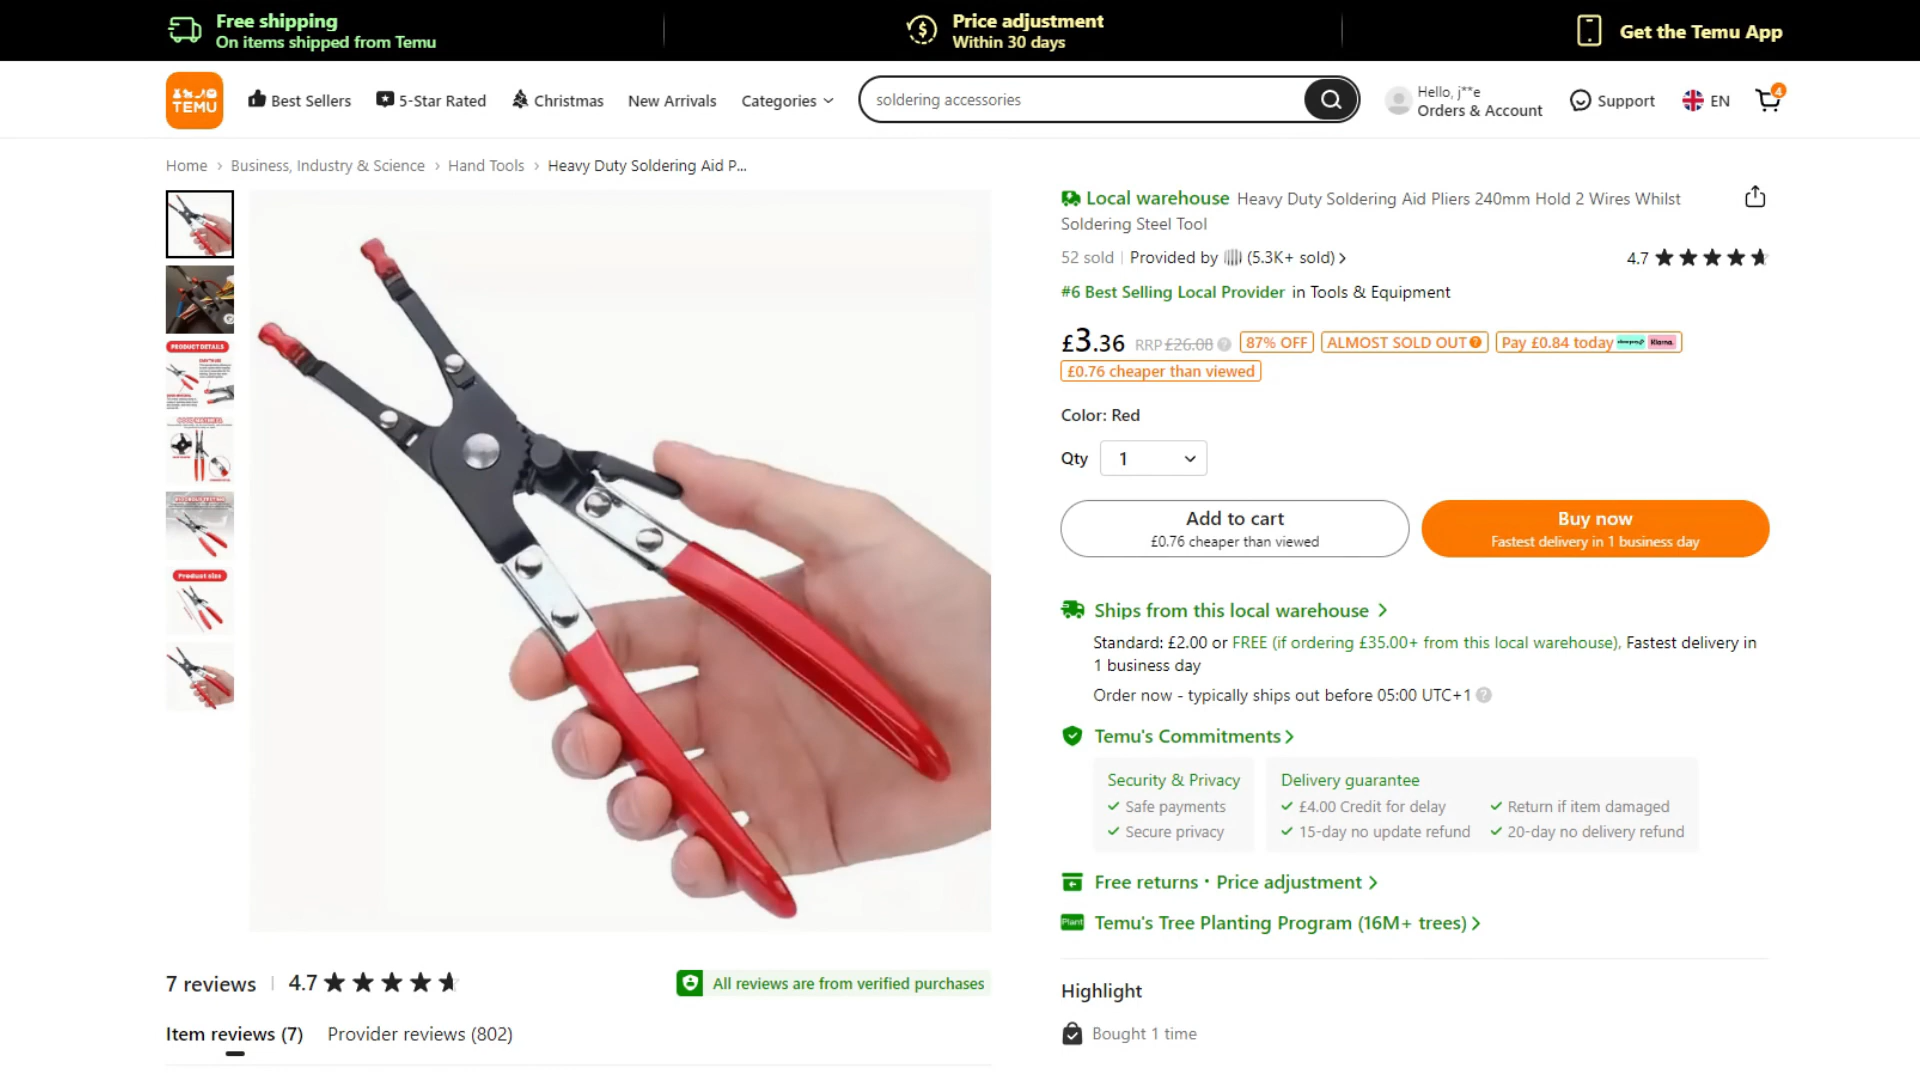 Free shipping
On items shipped from Temu
Price adjustment
Within 30 days
Get the Temu App
TEMU
Best Sellers
5-Star Rated
Christmas
New Arrivals
Categories
soldering accessories
Hello, j**e
Orders & Account
Support
EN
4
Home › Business, Industry & Science › Hand Tools › Heavy Duty Soldering Aid P...
Local warehouse Heavy Duty Soldering Aid Pliers 240mm Hold 2 Wires Whilst
Soldering Steel Tool
52 sold | Provided by (5.3K+ sold)
4.7
#6 Best Selling Local Provider in Tools & Equipment
£3.36 RRP £26.08 ? 87% OFF ALMOST SOLD OUT ? Pay £0.84 today clearpay Klarna.
£0.76 cheaper than viewed
Color: Red
Qty 1
Add to cart
£0.76 cheaper than viewed
Buy now
Fastest delivery in 1 business day
Ships from this local warehouse
Standard: £2.00 or FREE (if ordering £35.00+ from this local warehouse), Fastest delivery in
1 business day
Order now - typically ships out before 05:00 UTC+1 ?
Temu's Commitments
Security & Privacy
Safe payments
Secure privacy
Delivery guarantee
£4.00 Credit for delay
Return if item damaged
15-day no update refund
20-day no delivery refund
Free returns · Price adjustment
Plant
Temu's Tree Planting Program (16M+ trees)
Highlight
Bought 1 time
PRODUCT DETAILS
Product size
7 reviews | 4.7
All reviews are from verified purchases
Item reviews (7)
Provider reviews (802)